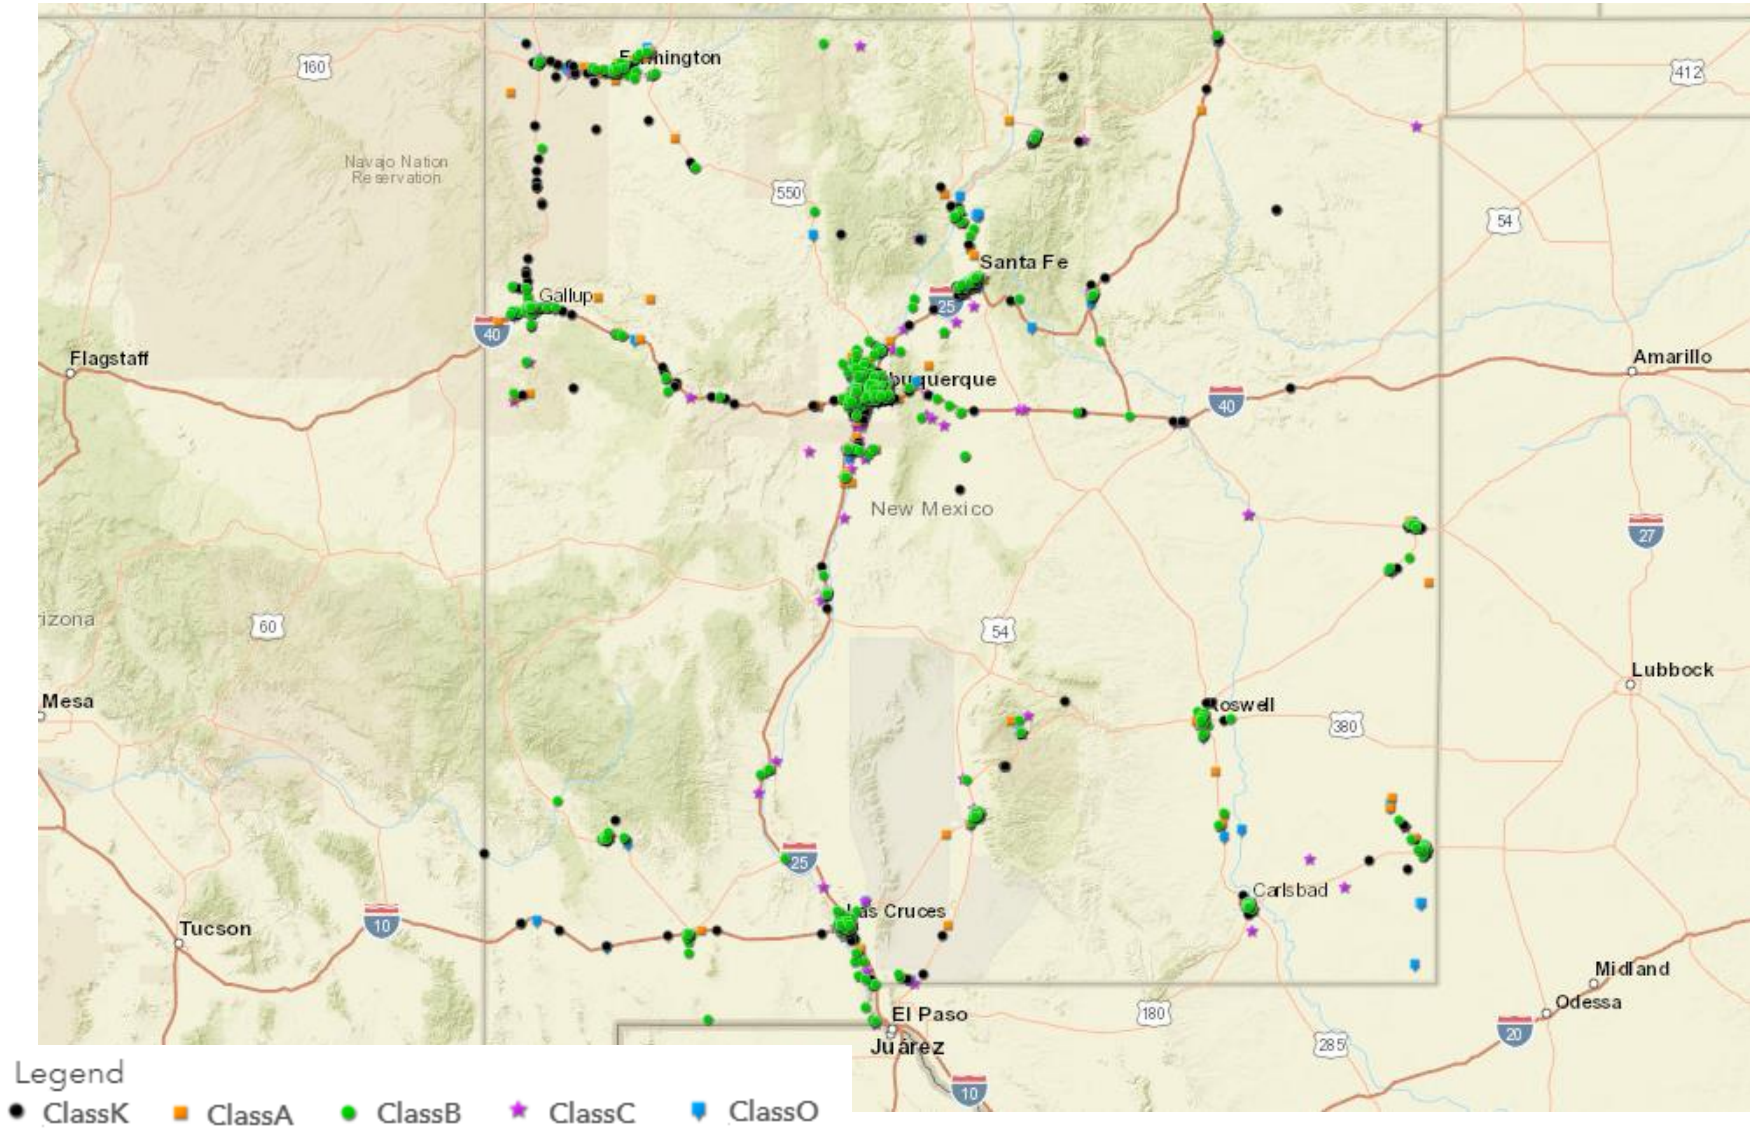 160
Farmington
412
Navajo Nation
Reservation
550
54
Santa Fe
25
Gallup
40
Flagstaff
Amarillo
buquerque
40
New Mexico
27
rizona
60
54
Lubbock
Mesa
Roswell
380
25
Carlsbad
Las Cruces
10
Tucson
Midland
Odessa
El Paso
180
20
Juárez
285
10
Legend
ClassK
ClassA
ClassB
ClassC
ClassO